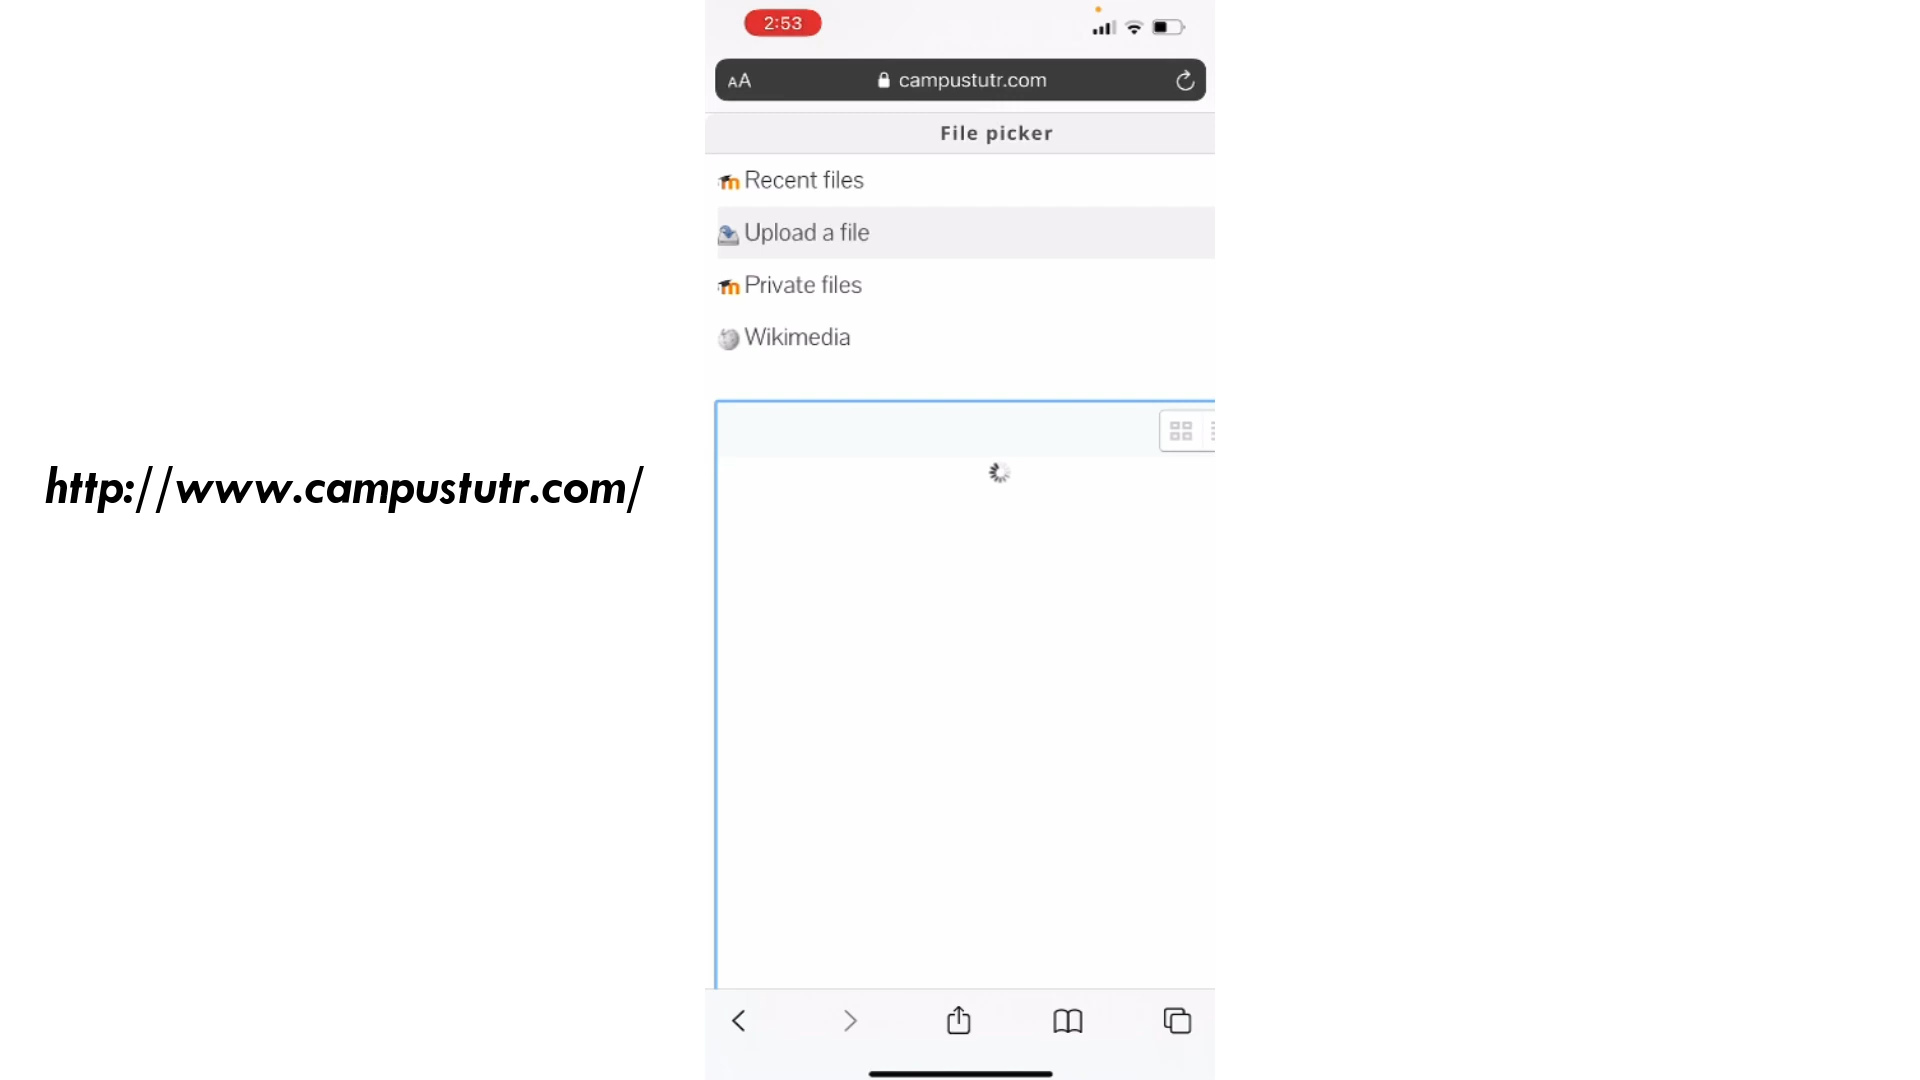 2:53
AA campustutr.com
File picker
Recent files
Upload a file
Private files
Wikimedia
http://www.campustutr.com/